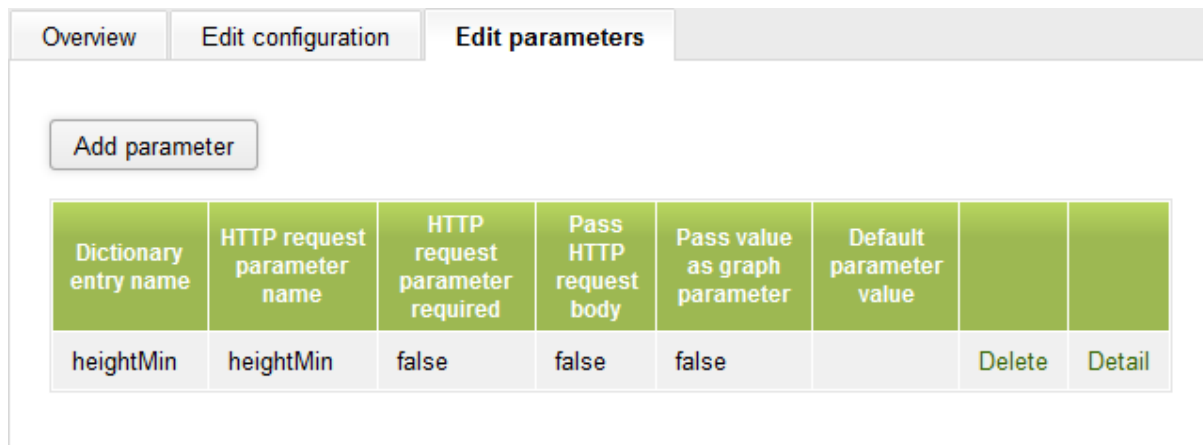 Overview Edit configuration Edit parameters
Add parameter
Dictionary entry name
HTTP request parameter name
HTTP request parameter required
Pass HTTP request body
Pass value as graph parameter
Default parameter value
heightMin heightMin false false false Delete Detail